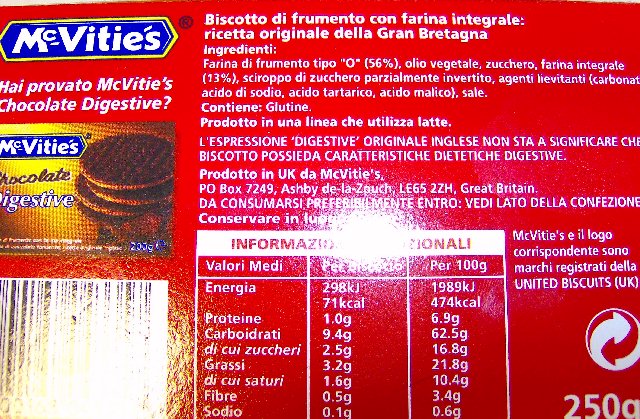 McVitie's®
Hai provato McVitie's
Chocolate Digestive?
McVitie's
Chocolate
Digestive
200g e
Biscotto di frumento con farina integrale:
ricetta originale della Gran Bretagna
Ingredienti:
Farina di frumento tipo "O" (56%), olio vegetale, zucchero, farina integrale
(13%), sciroppo di zucchero parzialmente invertito, agenti lievitanti (carbonat
acido di sodio, acido tartarico, acido malico), sale.
Contiene: Glutine.
Prodotto in una linea che utilizza latte.
L'ESPRESSIONE 'DIGESTIVE' ORIGINALE INGLESE NON STA A SIGNIFICARE CHE
BISCOTTO POSSIEDA CARATTERISTICHE DIETETICHE DIGESTIVE.
Prodotto in UK da McVitie's,
PO Box 7249, Ashby de-la-Zouch, LE65 2ZH, Great Britain.
DA CONSUMARSI PREFERIBILMENTE ENTRO: VEDI LATO DELLA CONFEZIONE
Conservare in
Valori Medi Per 100g
Energia 298kJ 1989kJ
71kcal 474kcal
Proteine 1.0g 6.9g
Carboidrati 9.4g 62.5g
di cui zuccheri 2.5g 16.8g
Grassi 3.2g 21.8g
di cui saturi 1.6g 10.4g
Fibre 0.5g 3.4g
Sodio 0.1g 0.6g
McVitie's e il logo
corrispondente sono
marchi registrati della
UNITED BISCUITS (UK)
250g